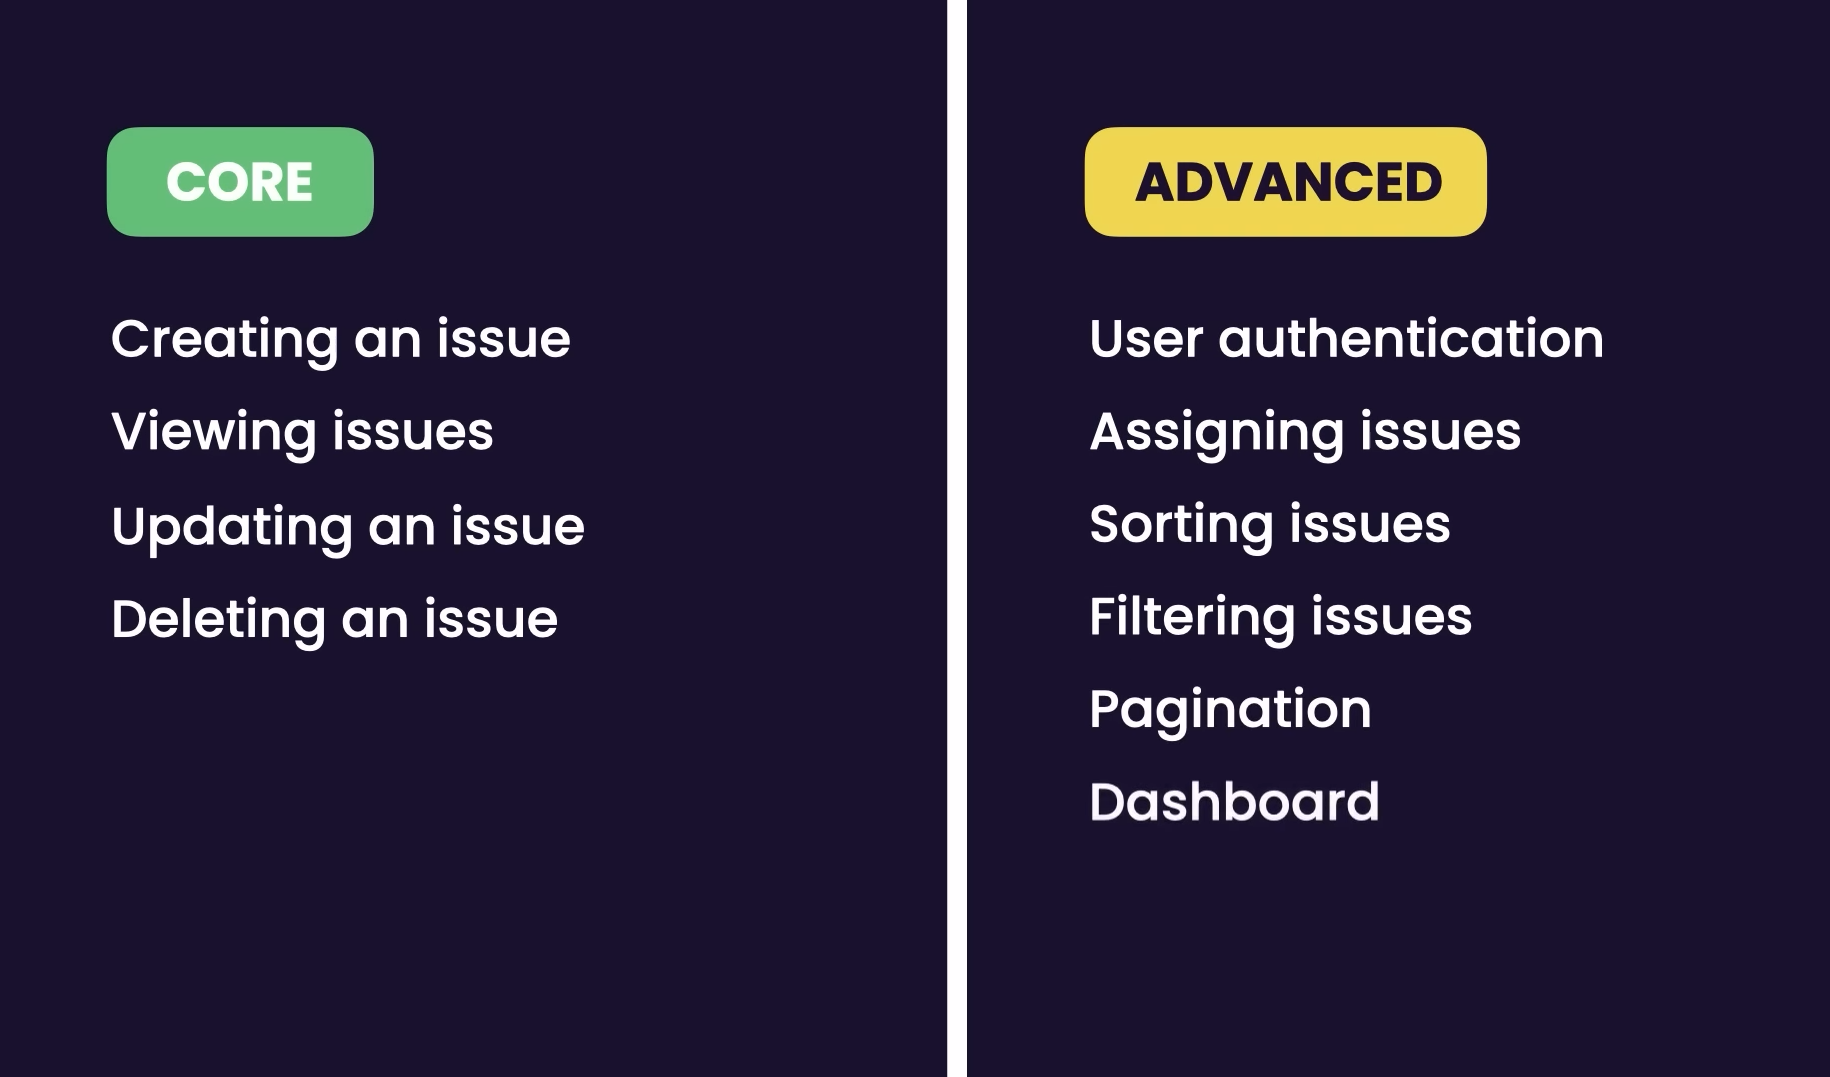 CORE
Creating an issue
Viewing issues
Updating an issue
Deleting an issue
ADVANCED
User authentication
Assigning issues
Sorting issues
Filtering issues
Pagination
Dashboard